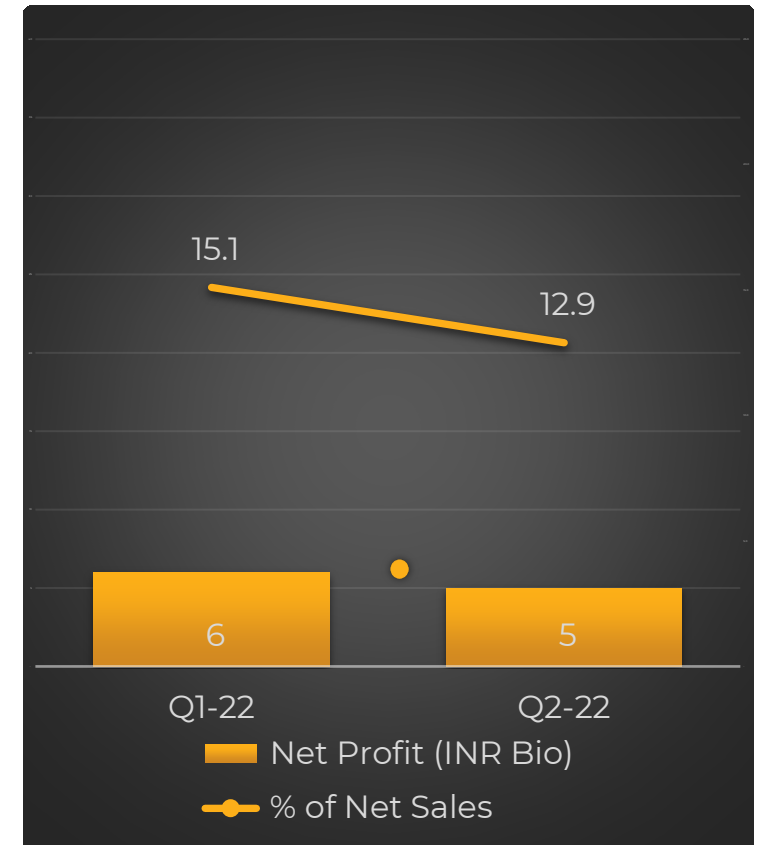 15.1
12.9
6
5
Q1-22
Q2-22
Net Profit (INR Bio)
% of Net Sales